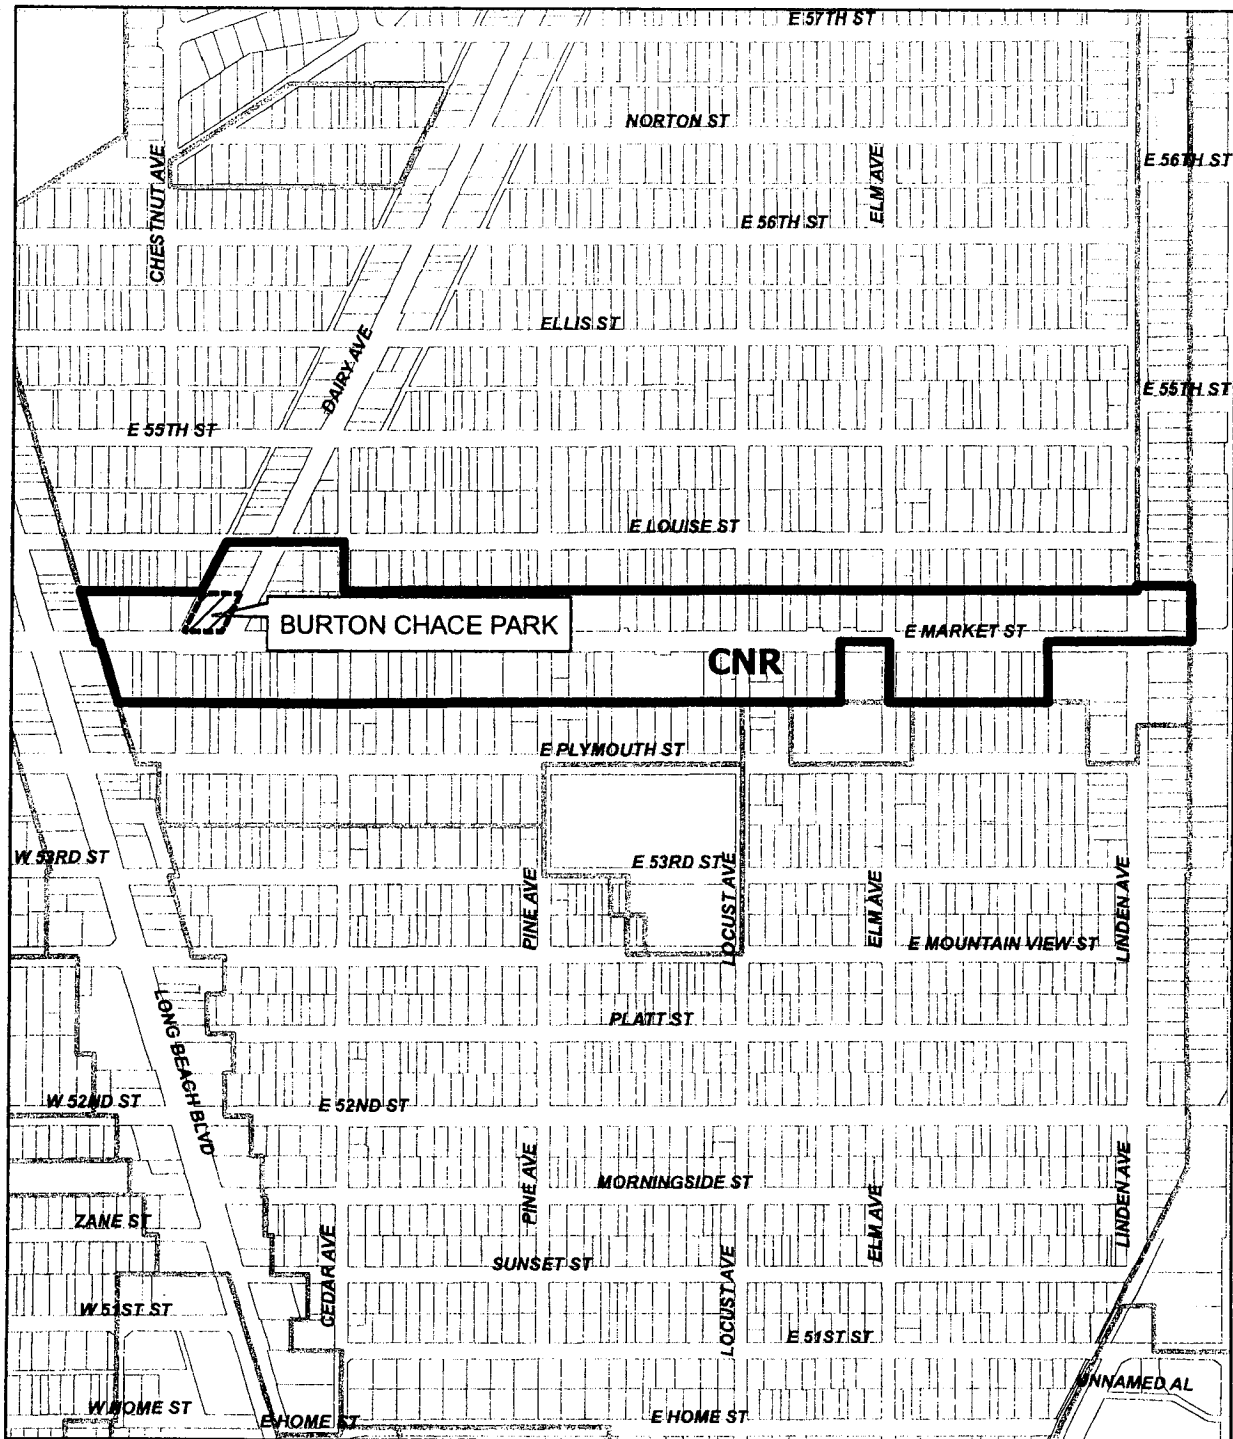 E 57TH ST
NORTON ST
CHESTNUT AVE
ELM AVE
E 56TH ST
E 56TH ST
ELLIS ST
DAIRY AVE
E 55TH ST
E 55TH ST
E LOUISE ST
BURTON CHACE PARK
E MARKET ST
CNR
E PLYMOUTH ST
W 53RD ST
E 53RD ST
PINE AVE
LOCUST AVE
ELM AVE
E MOUNTAIN VIEW ST
LINDEN AVE
LONG BEACH BLVD
PLATT ST
W 52ND ST
E 52ND ST
PINE AVE
MORNINGSIDE ST
ELM AVE
LINDEN AVE
ZANE ST
CEDAR AVE
SUNSET ST
LOCUST AVE
W 51ST ST
E 51ST ST
UNNAMED AL
W HOME ST
E HOME ST
E HOME ST